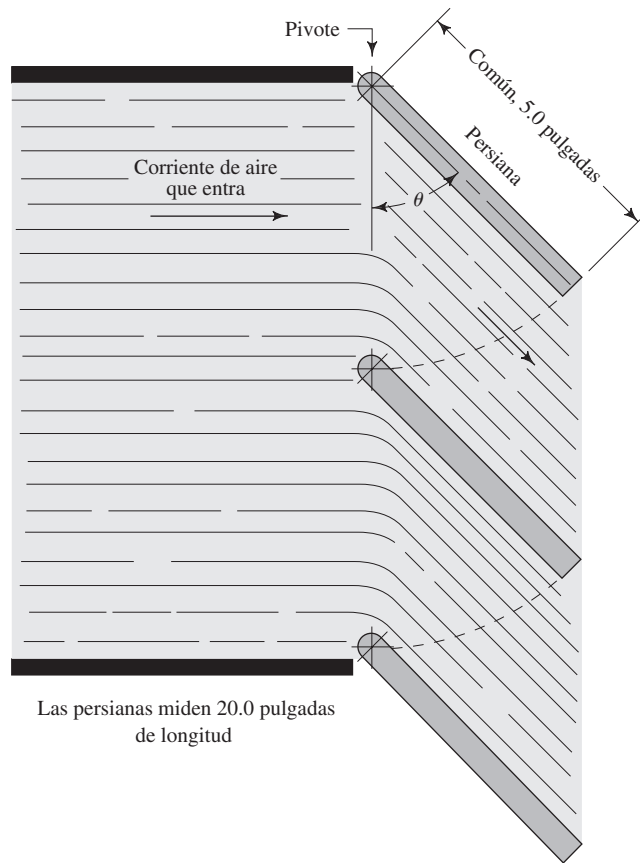 Pivote
Común, 5.0 pulgadas
Persiana
Corriente de aire
que entra
θ
Las persianas miden 20.0 pulgadas
de longitud